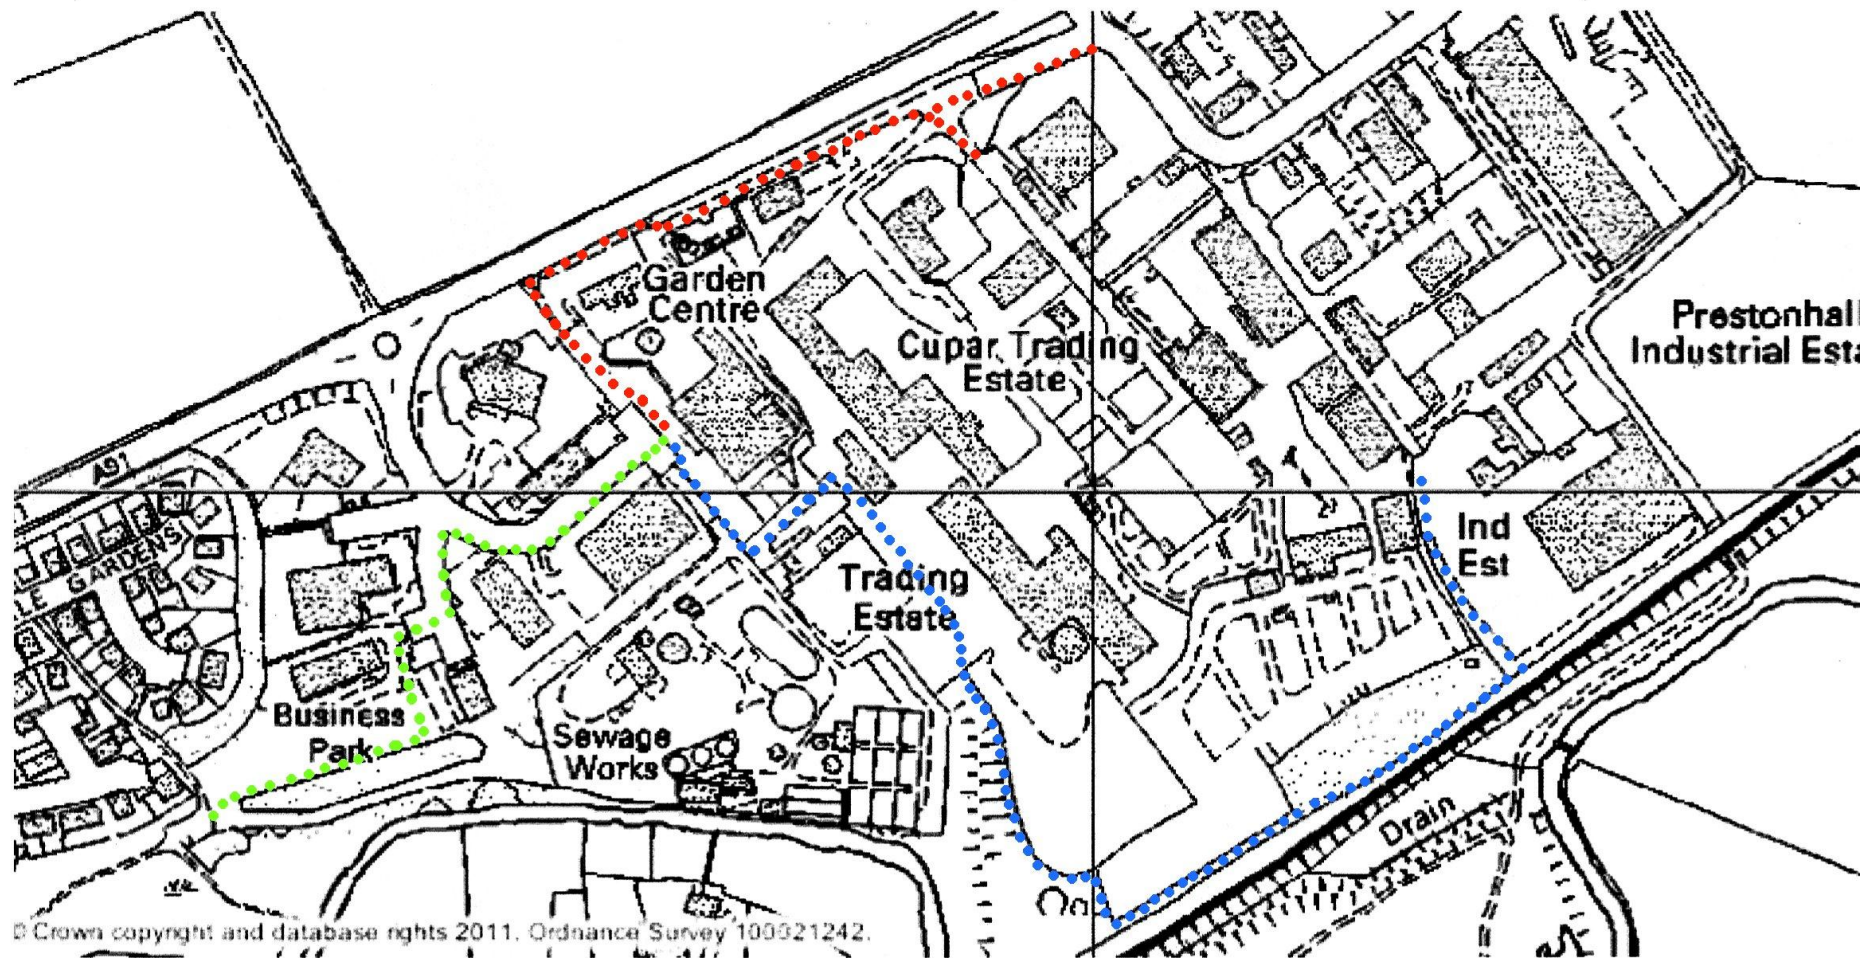 Garden
Centre
Cupar Trading
Estate
Prestonhall
Industrial Esta
A91
GARDENS
Ind
Est
Trading
Estate
Business
Park
Sewage
Works
Drain
© Crown copyright and database rights 2011. Ordnance Survey 100021242.